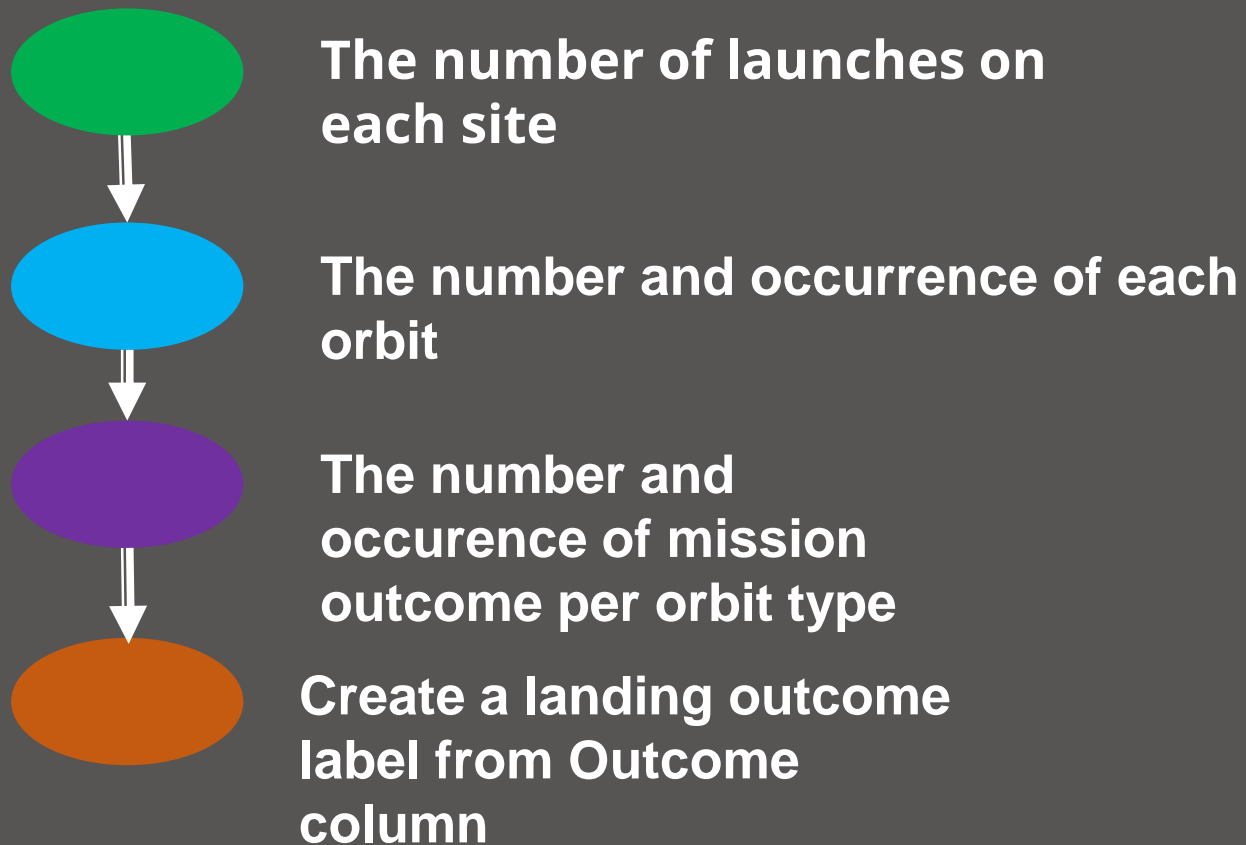 The number of launches on
each site
The number and occurrence of each
orbit
The number and
occurence of mission
outcome per orbit type
Create a landing outcome
label from Outcome
column